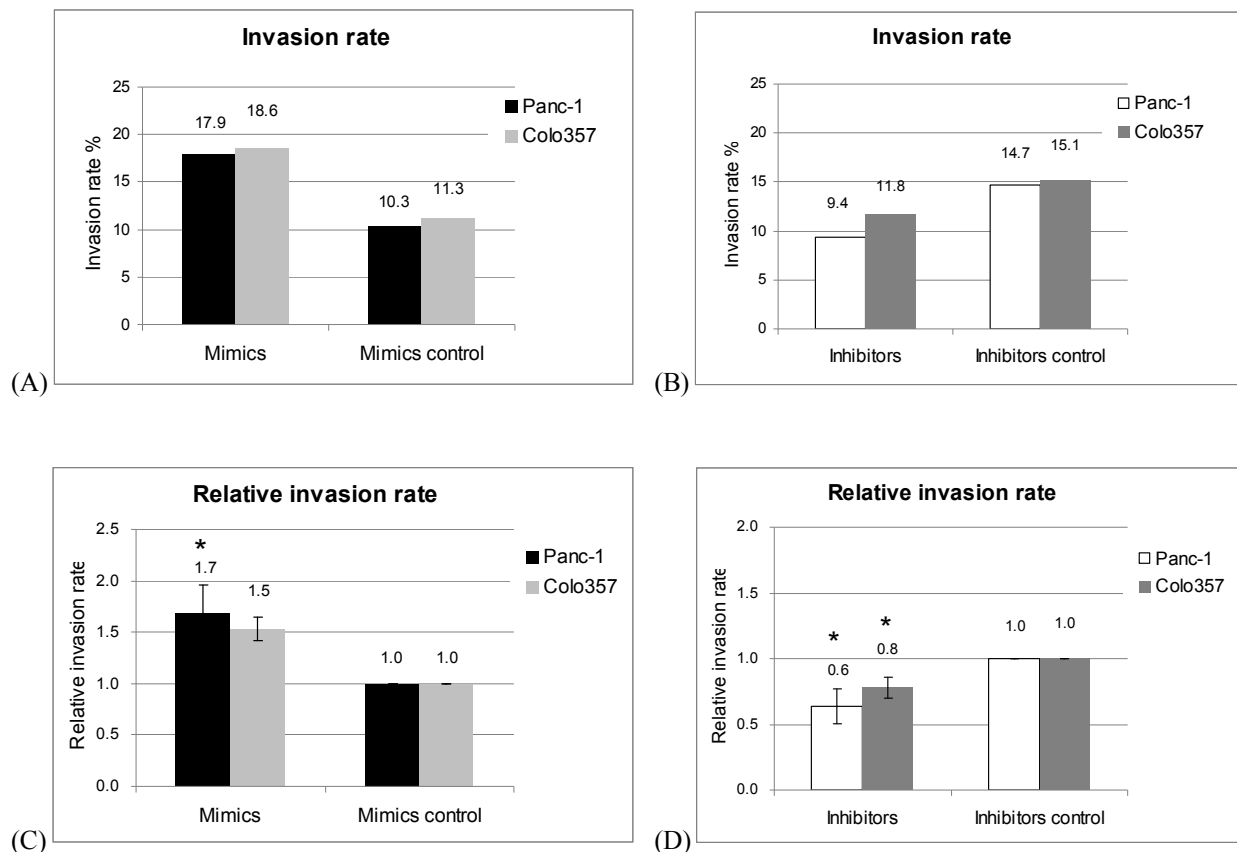 Invasion rate
Invasion rate %
25
20
15
10
5
0
17.9
18.6
10.3
11.3
Mimics
Mimics control
Panc-1
Colo357
(A)
Invasion rate
Invasion rate %
25
20
15
10
5
0
9.4
11.8
14.7
15.1
Inhibitors
Inhibitors control
Panc-1
Colo357
(B)
Relative invasion rate
Relative invasion rate
2.5
2.0
1.5
1.0
0.5
0.0
*
1.7
1.5
1.0
1.0
Mimics
Mimics control
Panc-1
Colo357
(C)
Relative invasion rate
Relative invasion rate
2.0
1.5
1.0
0.5
0.0
*
0.6
*
0.8
1.0
1.0
Inhibitors
Inhibitors control
Panc-1
Colo357
(D)